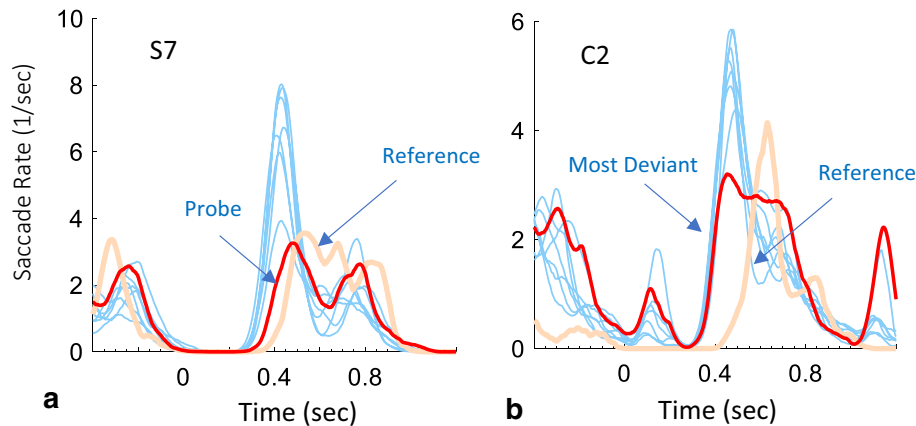 S7
Saccade Rate (1/sec)
10
8
6
4
2
0
Probe
Reference
0
0.4
0.8
Time (sec)
a
C2
6
4
2
0
Most Deviant
Reference
0
0.4
0.8
Time (sec)
b